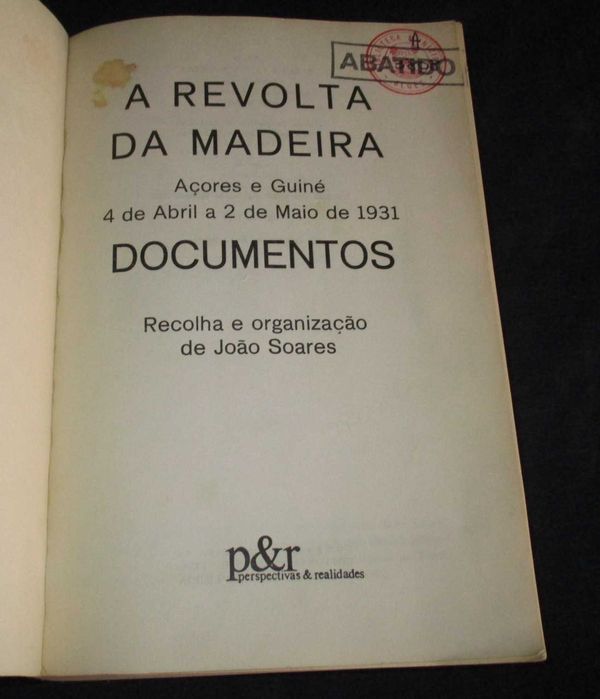 ABATIDO
A REVOLTA
DA MADEIRA
Açores e Guiné
4 de Abril a 2 de Maio de 1931
DOCUMENTOS
Recolha e organização
de João Soares
p&r
perspectivas & realidades